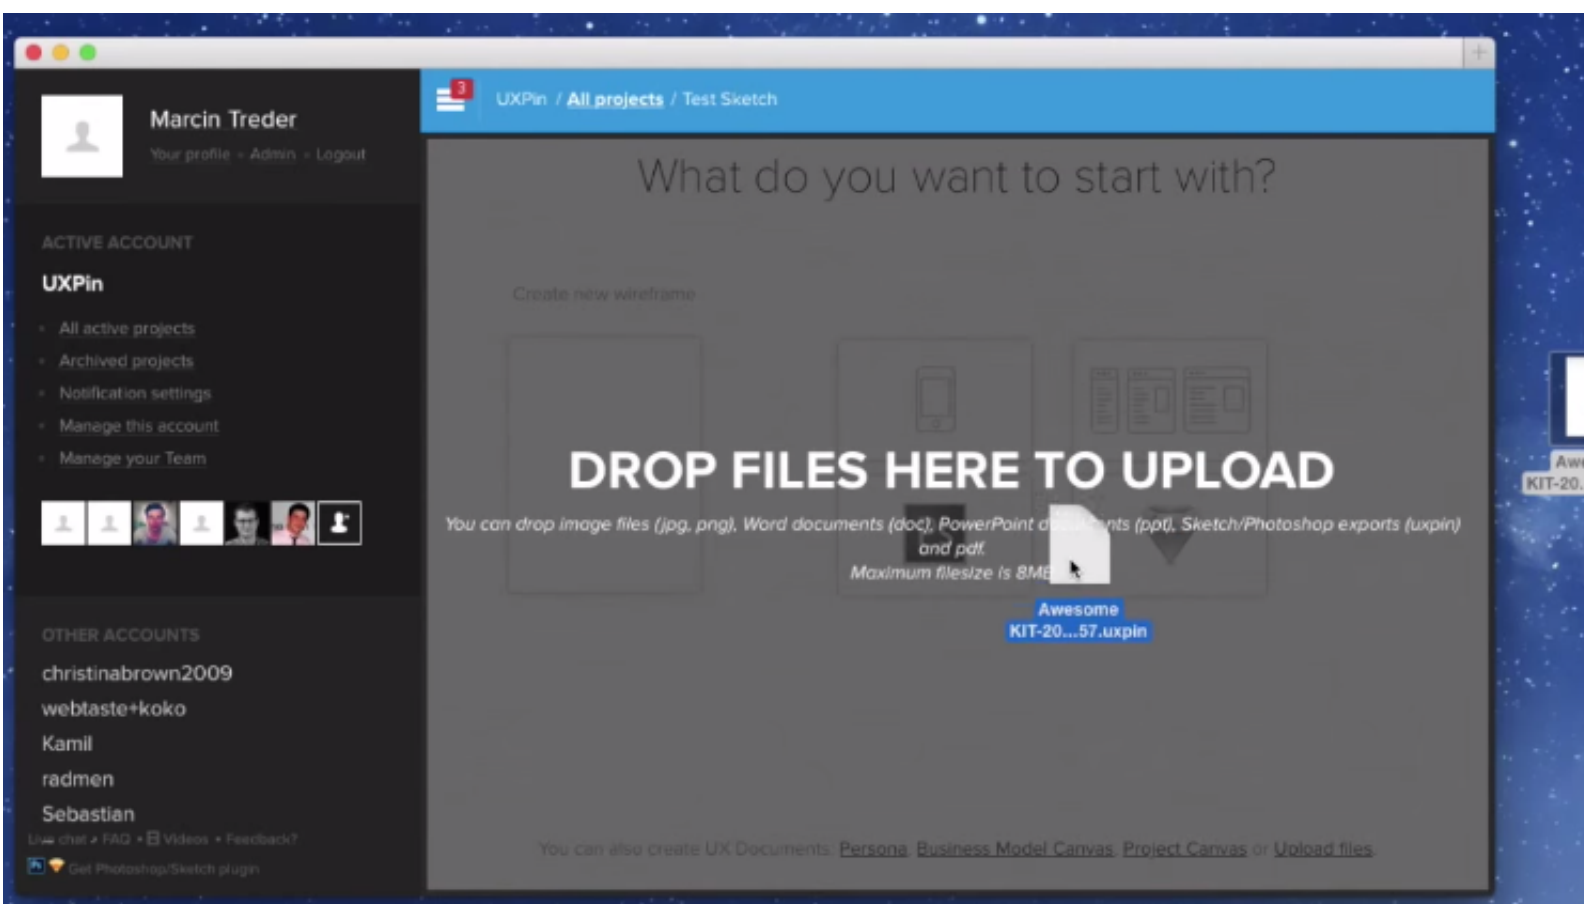 Marcin Treder
Your profile • Admin • Logout
ACTIVE ACCOUNT
UXPin
All active projects
Archived projects
Notification settings
Manage this account
Manage your Team
OTHER ACCOUNTS
christinabrown2009
webtaste+koko
Kamil
radmen
Sebastian
Live chat • FAQ • Videos • Feedback?
Ps Get Photoshop/Sketch plugin
3
UXPin / All projects / Test Sketch
What do you want to start with?
Create new wireframe
DROP FILES HERE TO UPLOAD
You can drop image files (jpg, png), Word documents (doc), PowerPoint (ppt), Sketch/Photoshop exports (uxpin)
and pdf.
Maximum filesize is 8MB
PS
Awesome
KIT-20...57.uxpin
You can also create UX Documents: Persona, Business Model Canvas, Project Canvas or Upload files.
KIT-20.